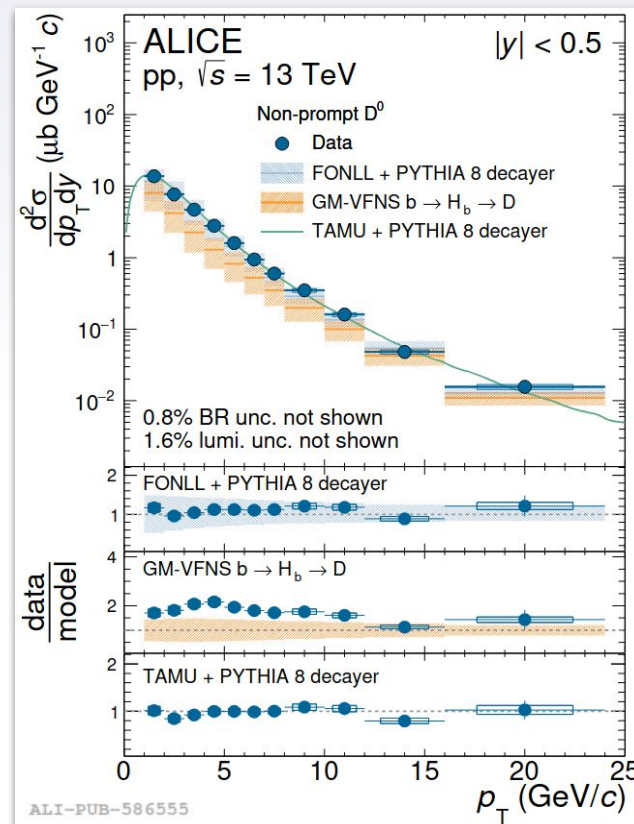 ALICE
|y| < 0.5
pp, √s = 13 TeV
Non-prompt D⁰
Data
FONLL + PYTHIA 8 decayer
GM-VFNS b → H_b → D
TAMU + PYTHIA 8 decayer
d²σ/dp_T dy (μb GeV⁻¹ c)
10³
10²
10
1
10⁻¹
10⁻²
0.8% BR unc. not shown
1.6% lumi. unc. not shown
FONLL + PYTHIA 8 decayer
2
1
GM-VFNS b → H_b → D
4
2
data/model
TAMU + PYTHIA 8 decayer
2
1
0 5 10 15 20 25
p_T (GeV/c)
ALI-PUB-586555